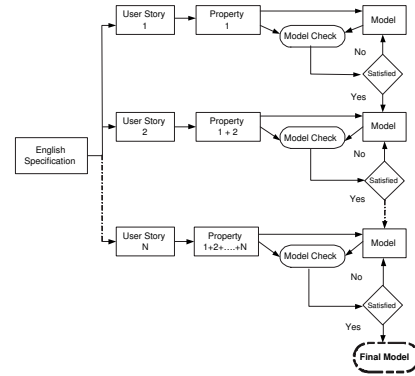 User Story
1
Property
1
Model
Model Check
No
Satisfied
Yes
User Story
2
Property
1 + 2
Model
Model Check
No
Satisfied
Yes
English
Specification
User Story
N
Property
1+2+....+N
Model
Model Check
No
Satisfied
Yes
Final Model